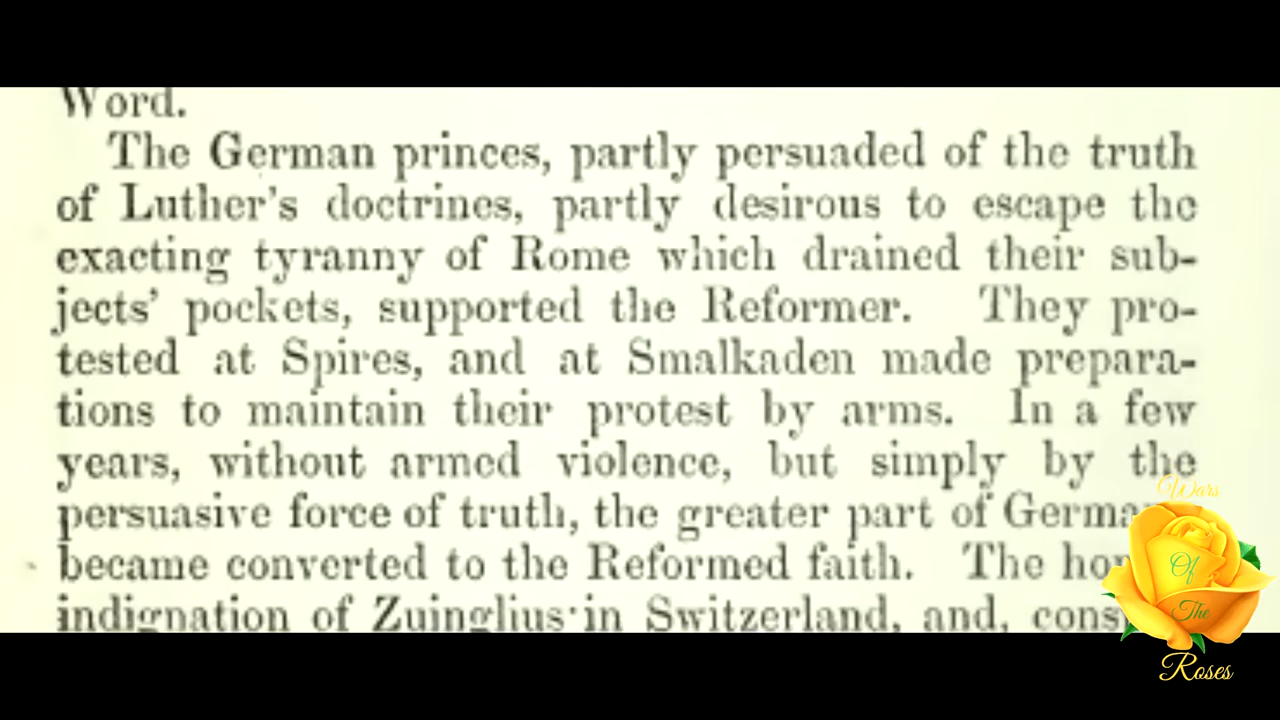 Word.
The German princes, partly persuaded of the truth
of Luther's doctrines, partly desirous to escape the
exacting tyranny of Rome which drained their sub-
jects' pockets, supported the Reformer. They pro-
tested at Spires, and at Smalkaden made prepara-
tions to maintain their protest by arms. In a few
years, without armed violence, but simply by the
persuasive force of truth, the greater part of
became converted to the Reformed faith. The
indignation of Zuinglius in Switzerland, and,
Wars
Of
The
Roses